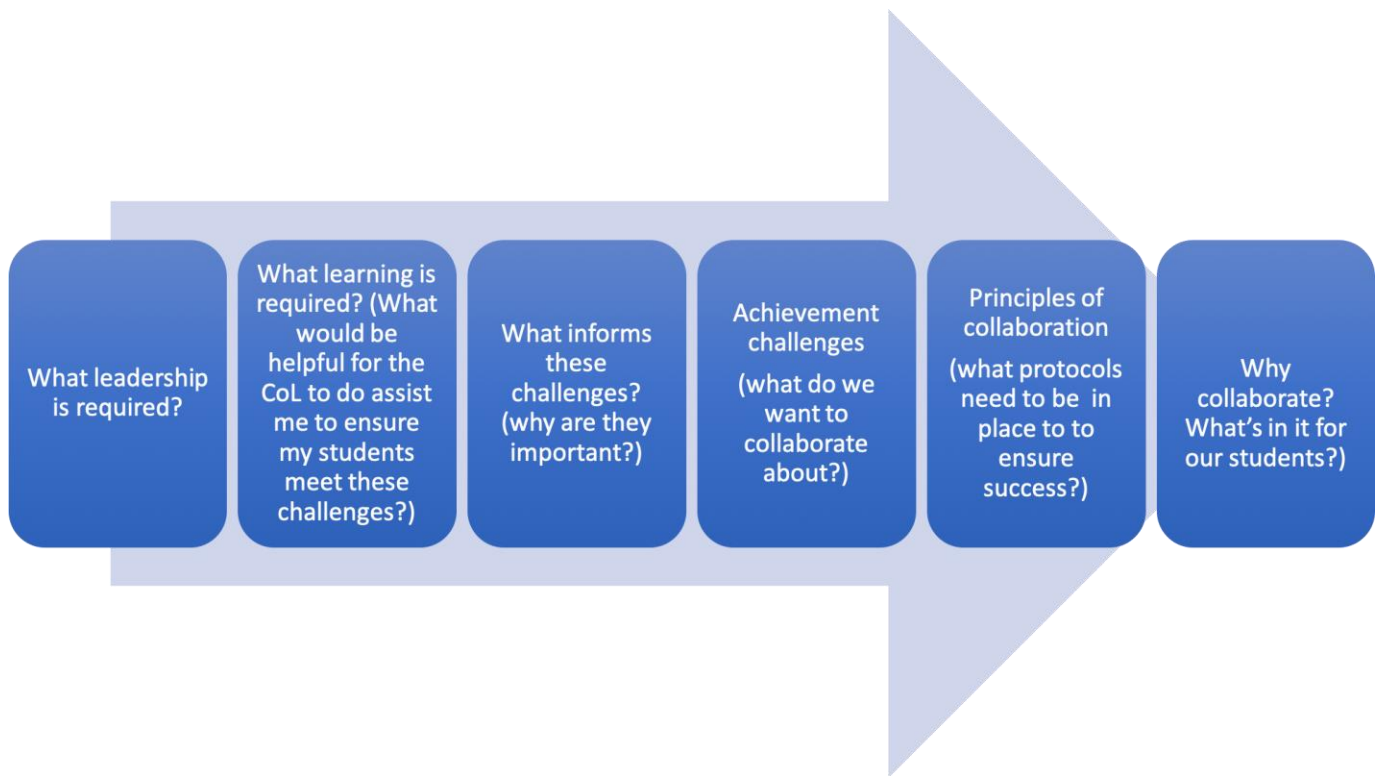 What leadership
is required?
What learning is
required? (What
would be
helpful for the
CoL to do assist
me to ensure
my students
meet these
challenges?)
What informs
these
challenges?
(why are they
important?)
Achievement
challenges
(what do we
want to
collaborate
about?)
Principles of
collaboration
(what protocols
need to be  in
place to to
ensure
success?)
Why
collaborate?
What’s in it for
our students?)